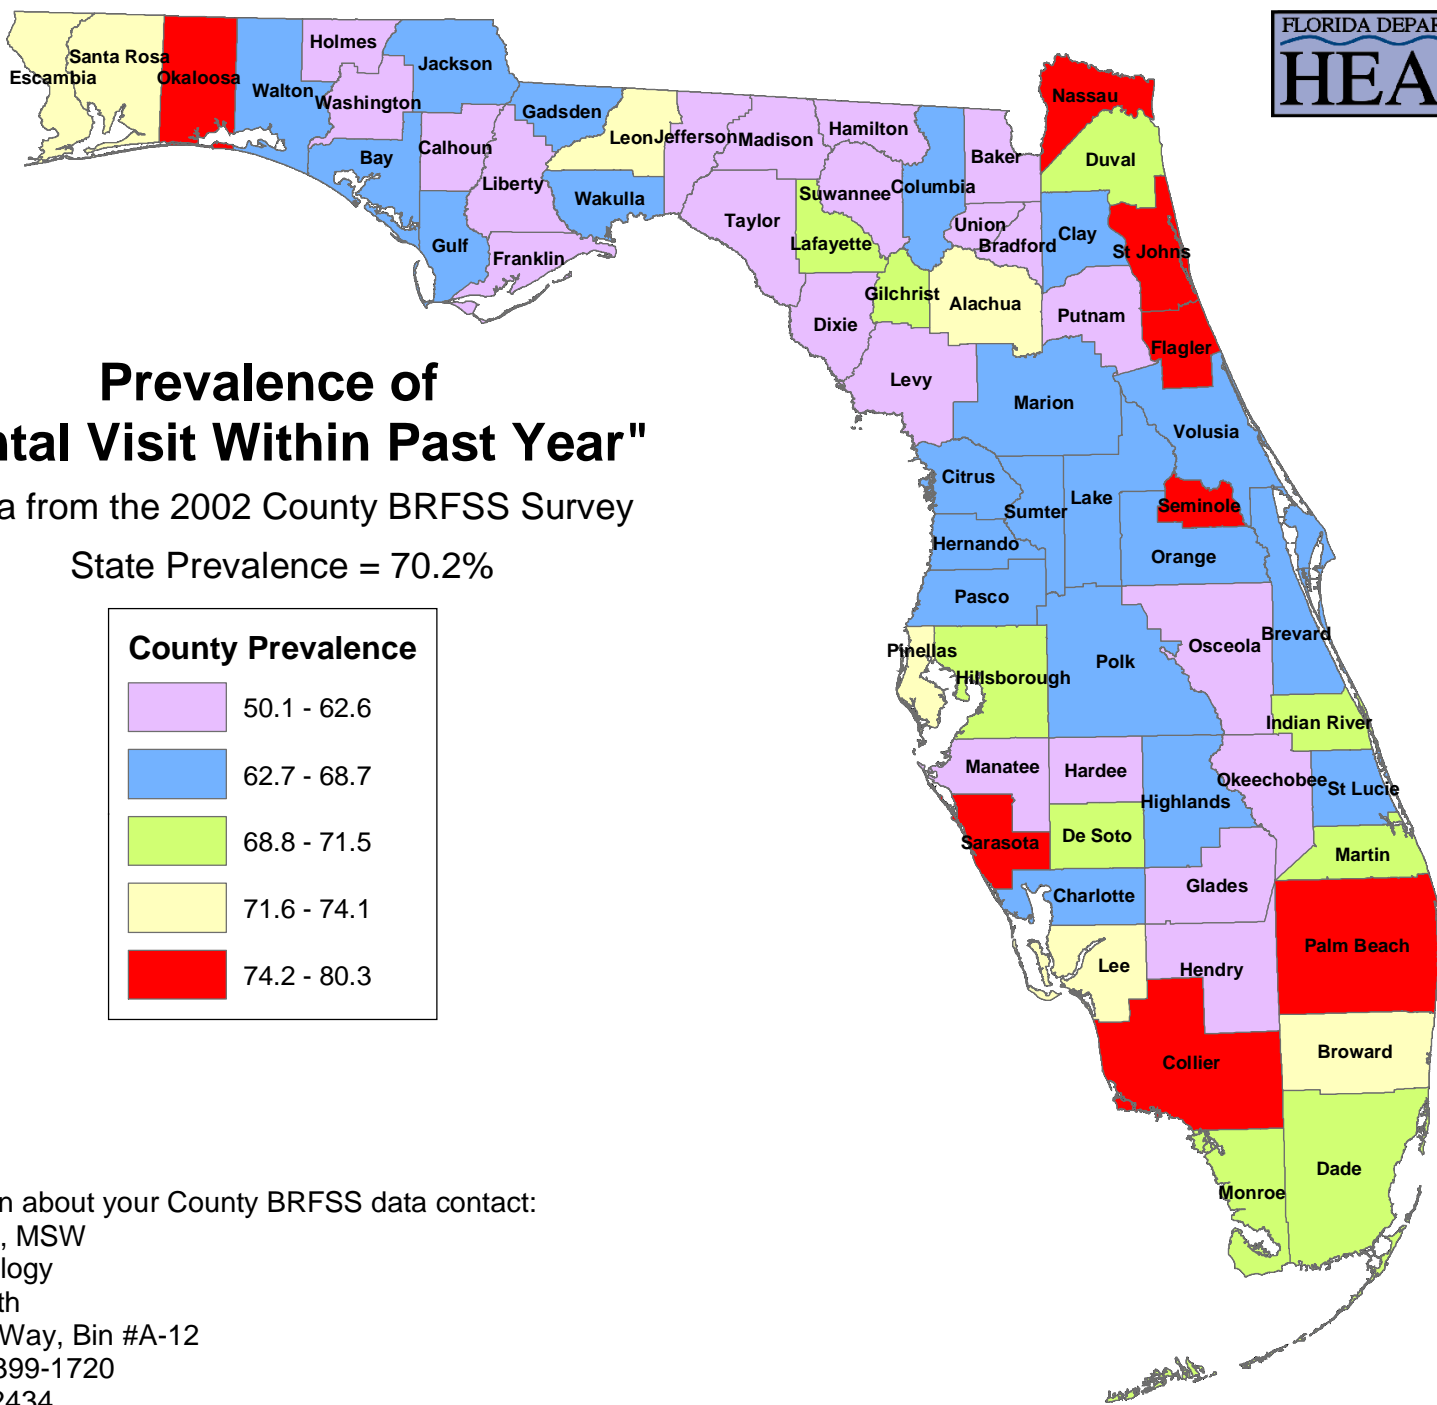 FLORIDA DEPAR
HEA
Escambia
Santa Rosa
Okaloosa
Walton
Holmes
Washington
Jackson
Bay
Calhoun
Gulf
Liberty
Gadsden
Franklin
Leon
Wakulla
Jefferson
Madison
Taylor
Hamilton
Suwannee
Lafayette
Columbia
Baker
Nassau
Duval
Union
Bradford
Clay
St Johns
Gilchrist
Alachua
Putnam
Dixie
Flagler
Levy
Marion
Volusia
Citrus
Sumter
Lake
Seminole
Hernando
Orange
Pasco
Brevard
Osceola
Pinellas
Hillsborough
Polk
Indian River
Manatee
Hardee
Highlands
Okeechobee
St Lucie
Sarasota
De Soto
Martin
Charlotte
Glades
Lee
Hendry
Palm Beach
Collier
Broward
Dade
Monroe
Prevalence of
ntal Visit Within Past Year"
a from the 2002 County BRFSS Survey
State Prevalence = 70.2%
County Prevalence
50.1 - 62.6
62.7 - 68.7
68.8 - 71.5
71.6 - 74.1
74.2 - 80.3
n about your County BRFSS data contact:
, MSW
logy
th
Way, Bin #A-12
399-1720
2434